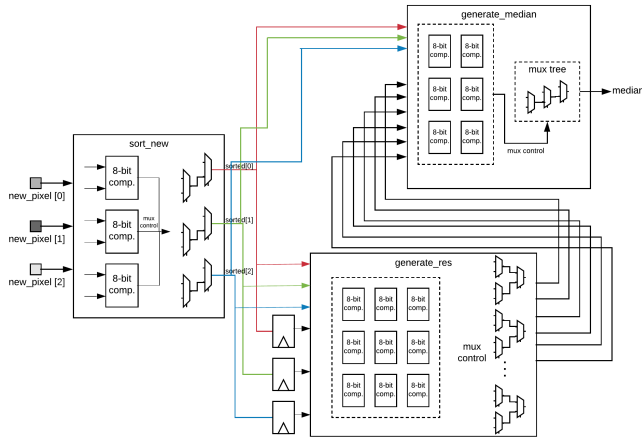 generate_median
8-bit comp. 8-bit comp.
mux tree
8-bit comp. 8-bit comp.
median
8-bit comp. 8-bit comp.
mux control
sort_new
sorted[0]
8-bit comp.
new_pixel [0]
sorted[1]
8-bit comp.
mux control
new_pixel [1]
sorted[2]
8-bit comp.
new_pixel [2]
generate_res
8-bit comp. 8-bit comp. 8-bit comp.
8-bit comp. 8-bit comp. 8-bit comp.
mux control
8-bit comp. 8-bit comp. 8-bit comp.